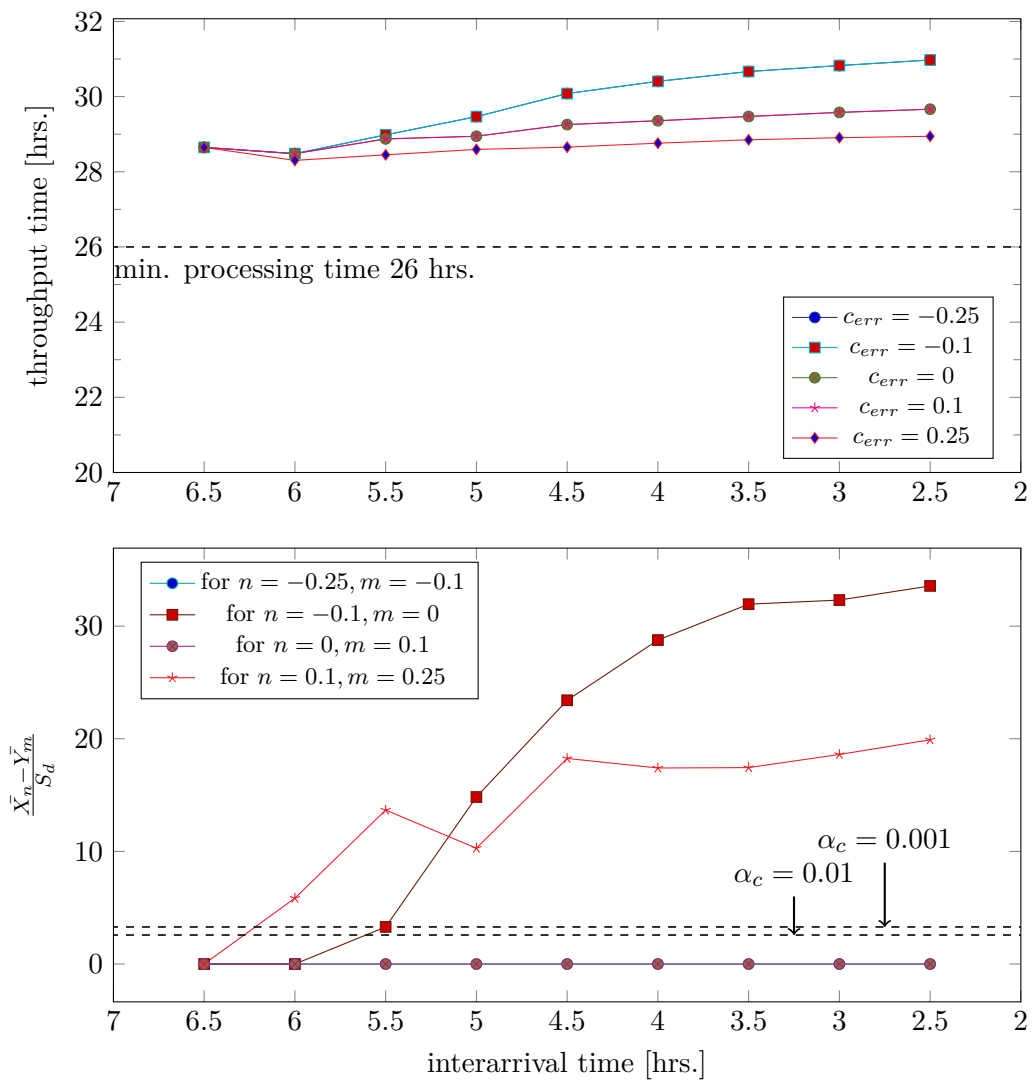 32
30
28
26
24
22
20
throughput time [hrs.]
min. processing time 26 hrs.
c_err = −0.25
c_err = −0.1
c_err = 0
c_err = 0.1
c_err = 0.25
7 6.5 6 5.5 5 4.5 4 3.5 3 2.5 2
30
20
10
0
X̄_n−Ȳ_m / S_d
for n = −0.25, m = −0.1
for n = −0.1, m = 0
for n = 0, m = 0.1
for n = 0.1, m = 0.25
α_c = 0.001
α_c = 0.01
7 6.5 6 5.5 5 4.5 4 3.5 3 2.5 2
interarrival time [hrs.]